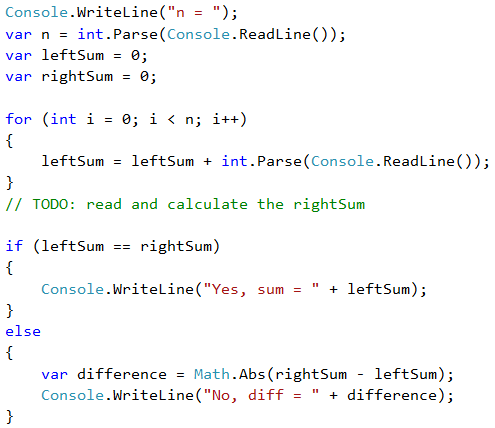 Console.WriteLine("n = ");
var n = int.Parse(Console.ReadLine());
var leftSum = 0;
var rightSum = 0;

for (int i = 0; i < n; i++)
{
    leftSum = leftSum + int.Parse(Console.ReadLine());
}
// TODO: read and calculate the rightSum

if (leftSum == rightSum)
{
    Console.WriteLine("Yes, sum = " + leftSum);
}
else
{
    var difference = Math.Abs(rightSum - leftSum);
    Console.WriteLine("No, diff = " + difference);
}